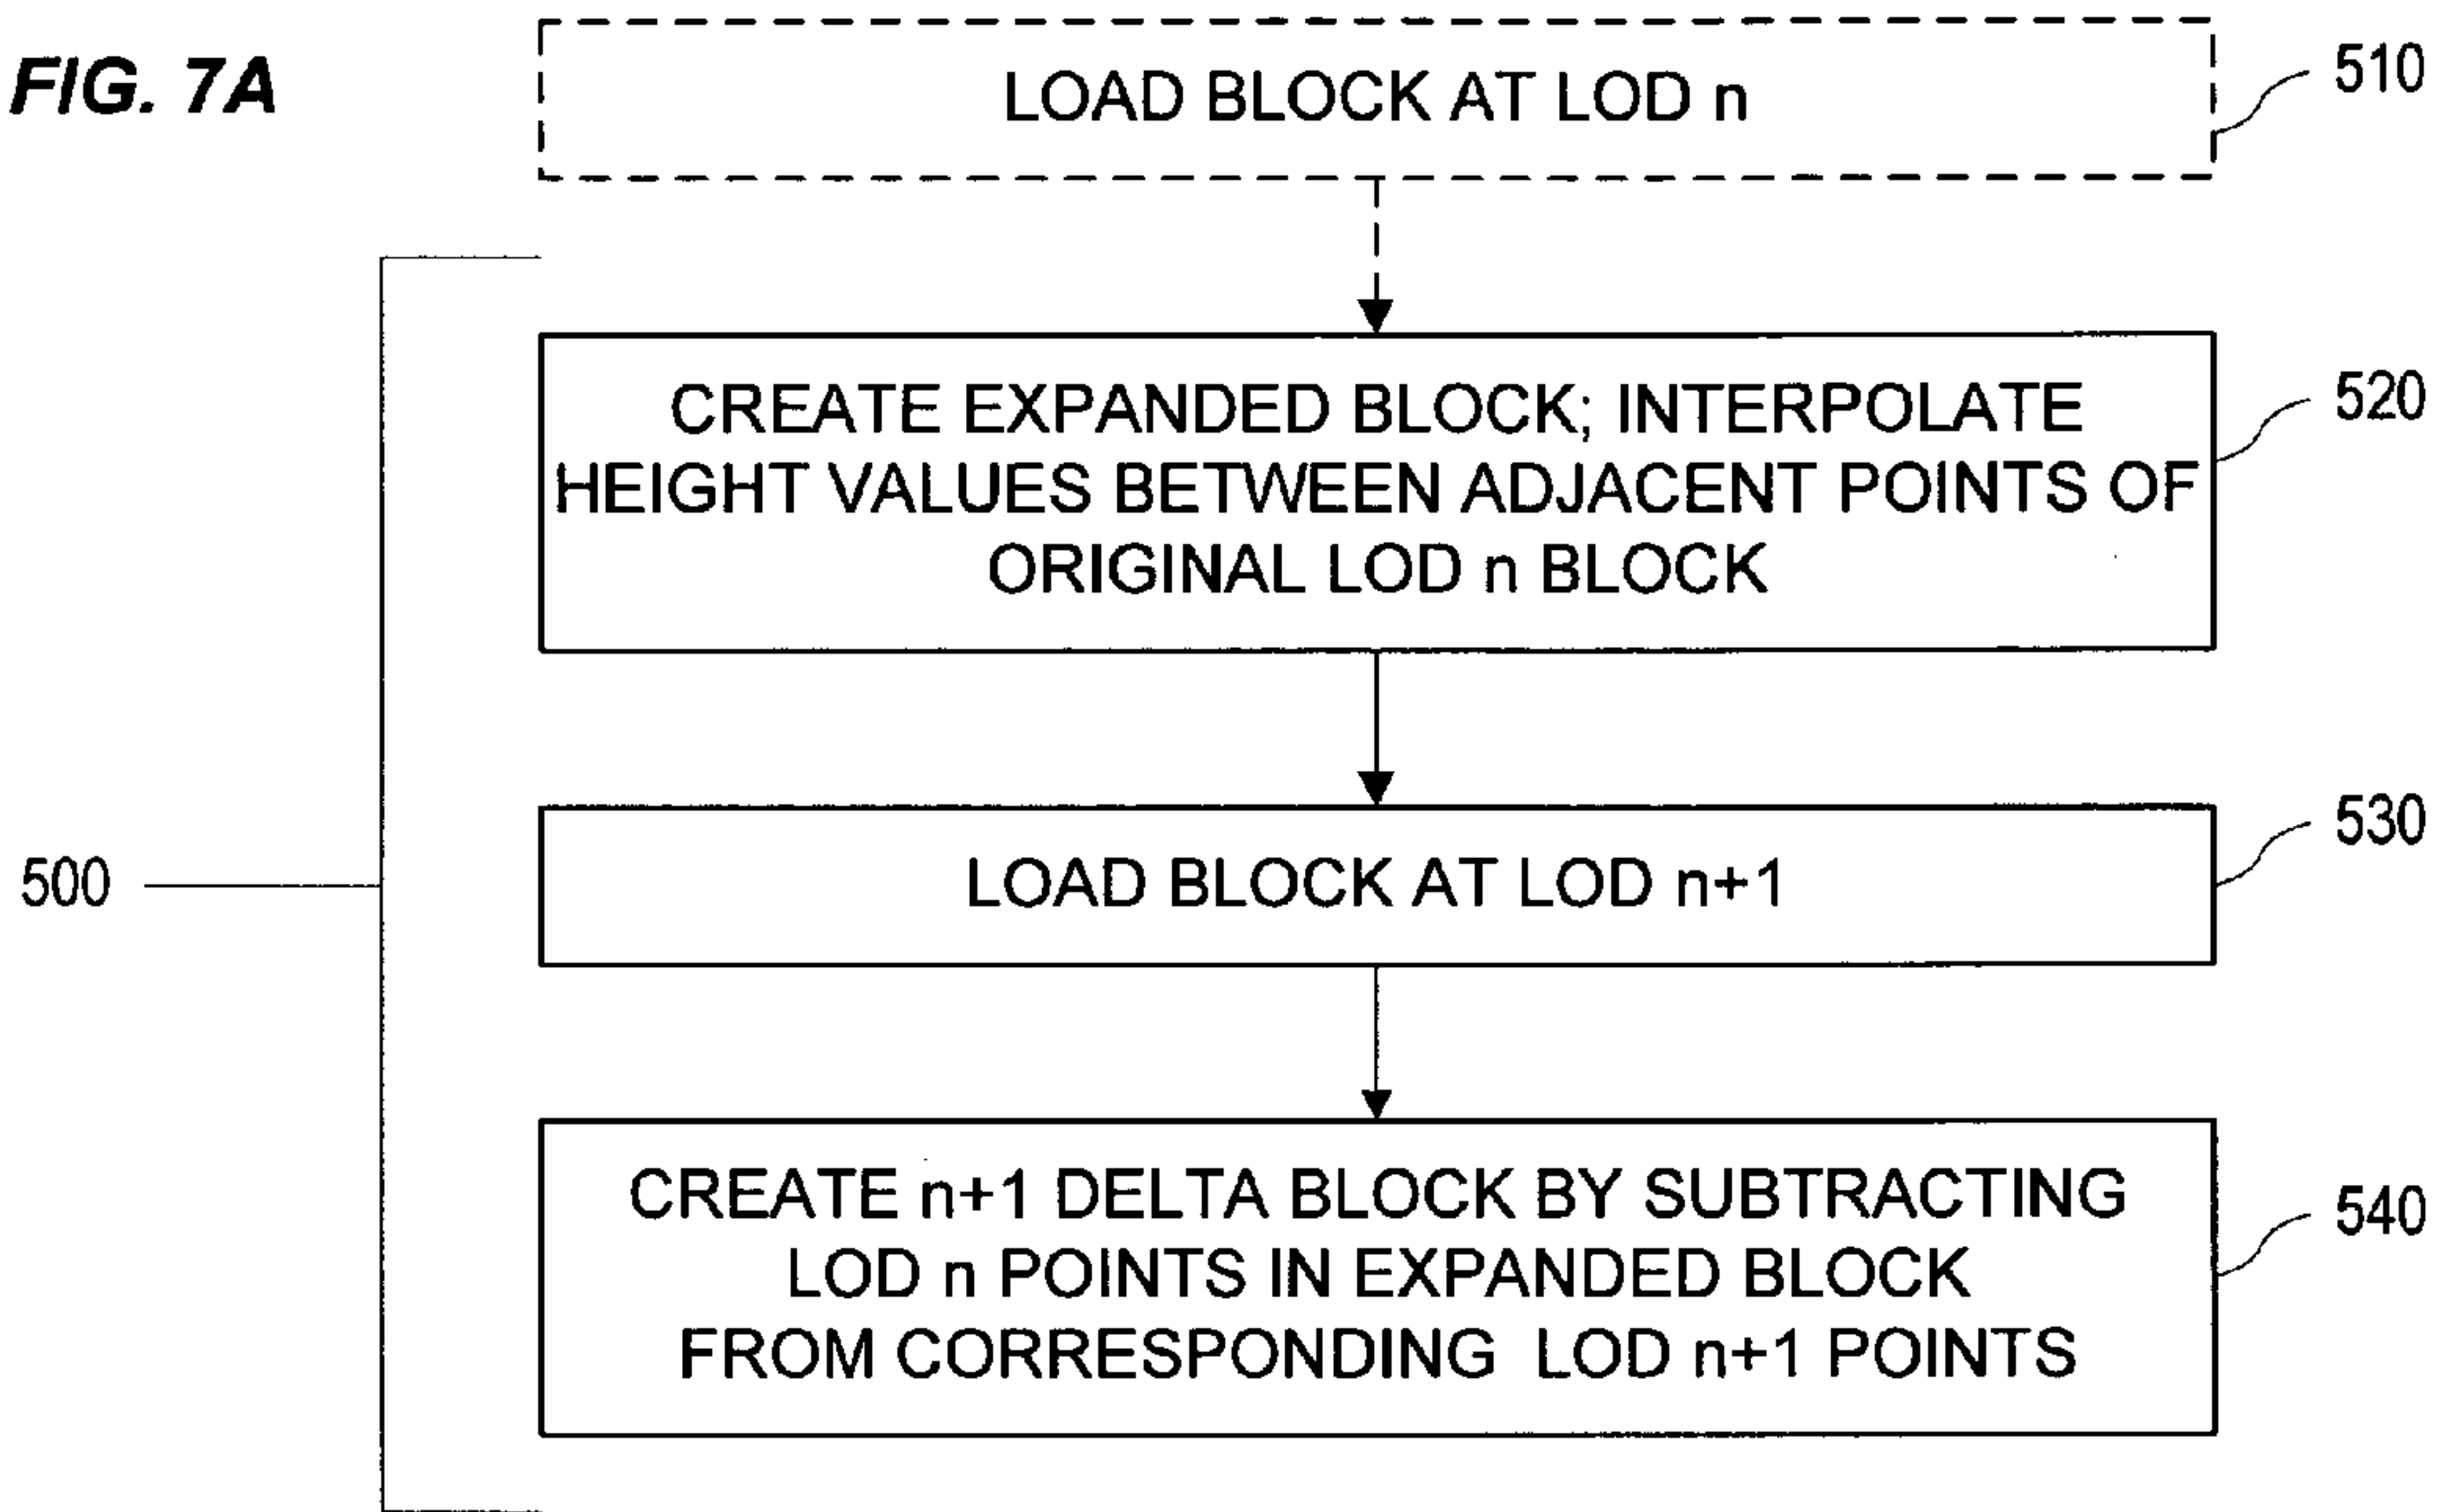 FIG. 7A
LOAD BLOCK AT LOD n
510
CREATE EXPANDED BLOCK; INTERPOLATE
HEIGHT VALUES BETWEEN ADJACENT POINTS OF
ORIGINAL LOD n BLOCK
520
LOAD BLOCK AT LOD n+1
530
500
CREATE n+1 DELTA BLOCK BY SUBTRACTING
LOD n POINTS IN EXPANDED BLOCK
FROM CORRESPONDING LOD n+1 POINTS
540